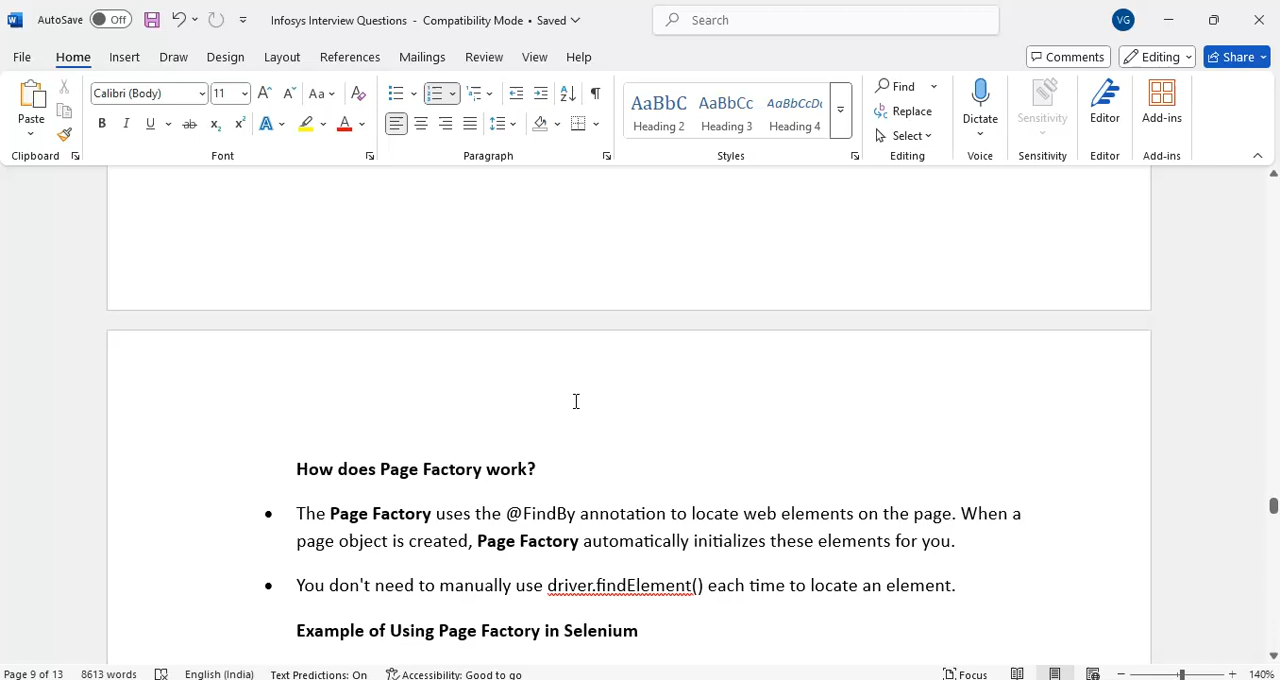 AutoSave Off Infosys Interview Questions - Compatibility Mode • Saved Search VG
File Home Insert Draw Design Layout References Mailings Review View Help Comments Editing Share
Paste Calibri (Body) 11 Aa AaBbC AaBbCc AaBbCcDc Find Dictate Sensitivity Editor Add-ins
B I U ab x₂ x² A A Heading 2 Heading 3 Heading 4 Replace Select
Clipboard Font Paragraph Styles Editing Voice Sensitivity Editor Add-ins
How does Page Factory work?
• The Page Factory uses the @FindBy annotation to locate web elements on the page. When a
page object is created, Page Factory automatically initializes these elements for you.
• You don't need to manually use driver.findElement() each time to locate an element.
Example of Using Page Factory in Selenium
Page 9 of 13 8613 words English (India) Text Predictions: On Accessibility: Good to go Focus 140%